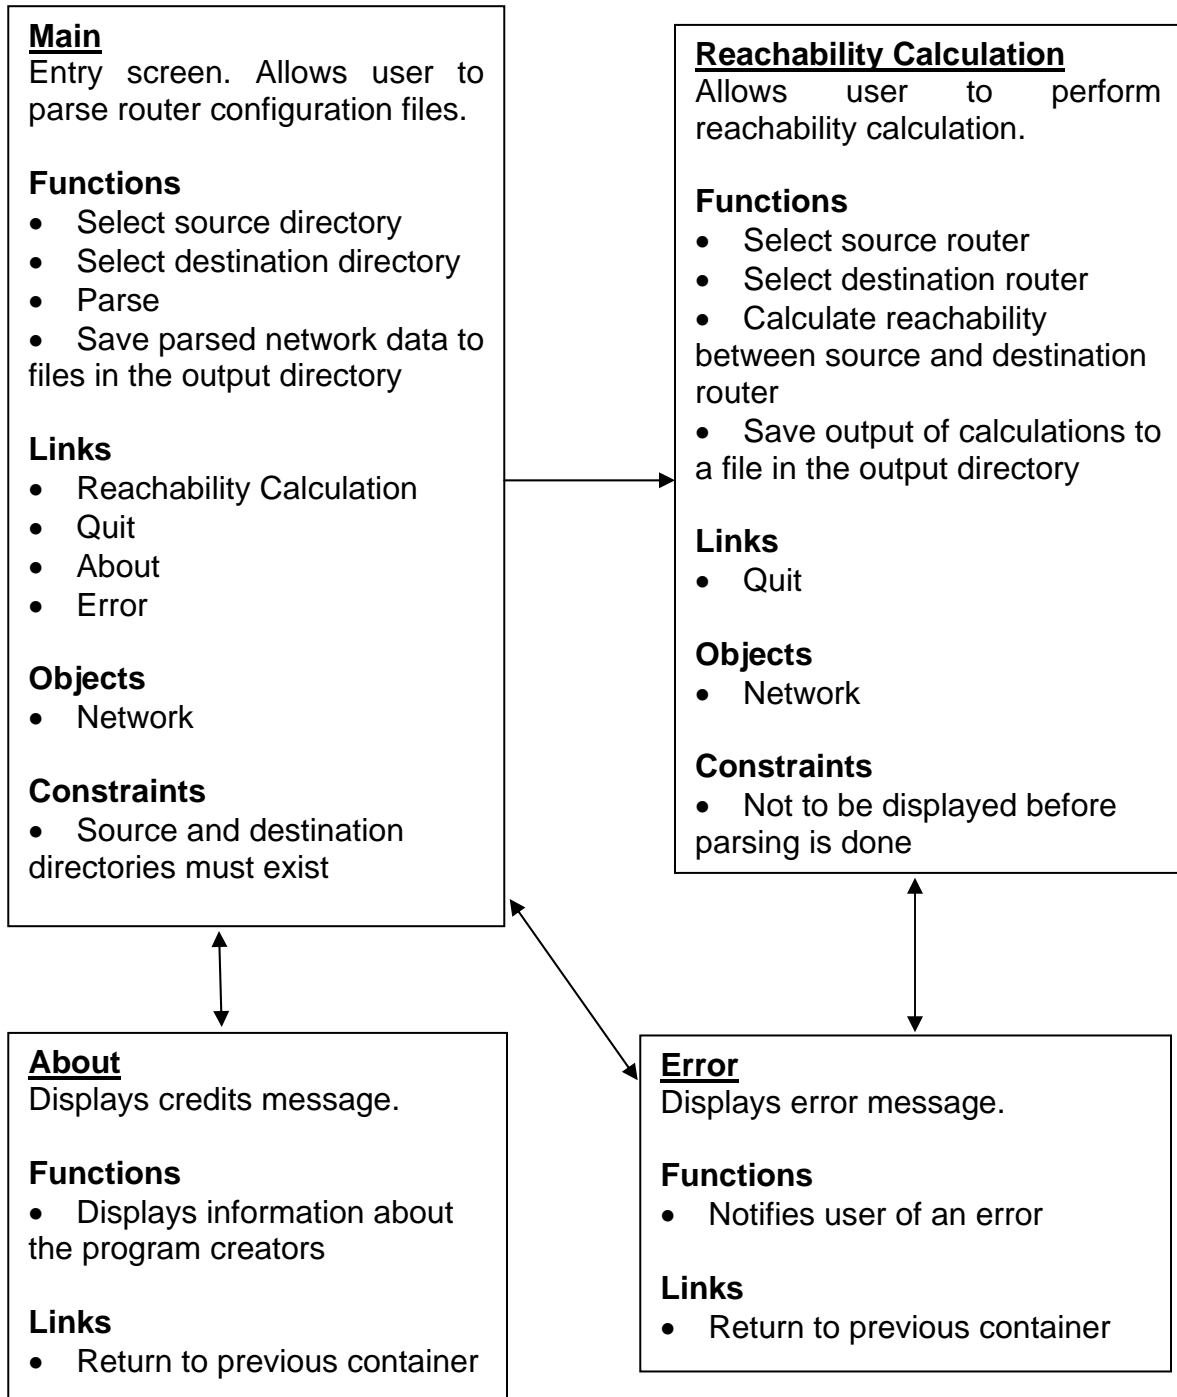 Main
Entry screen. Allows user to
parse router configuration files.
Functions
• Select source directory
• Select destination directory
• Parse
• Save parsed network data to
files in the output directory
Links
• Reachability Calculation
• Quit
• About
• Error
Objects
• Network
Constraints
• Source and destination
directories must exist
Reachability Calculation
Allows user to perform
reachability calculation.
Functions
• Select source router
• Select destination router
• Calculate reachability
between source and destination
router
• Save output of calculations to
a file in the output directory
Links
• Quit
Objects
• Network
Constraints
• Not to be displayed before
parsing is done
About
Displays credits message.
Functions
• Displays information about
the program creators
Links
• Return to previous container
Error
Displays error message.
Functions
• Notifies user of an error
Links
• Return to previous container